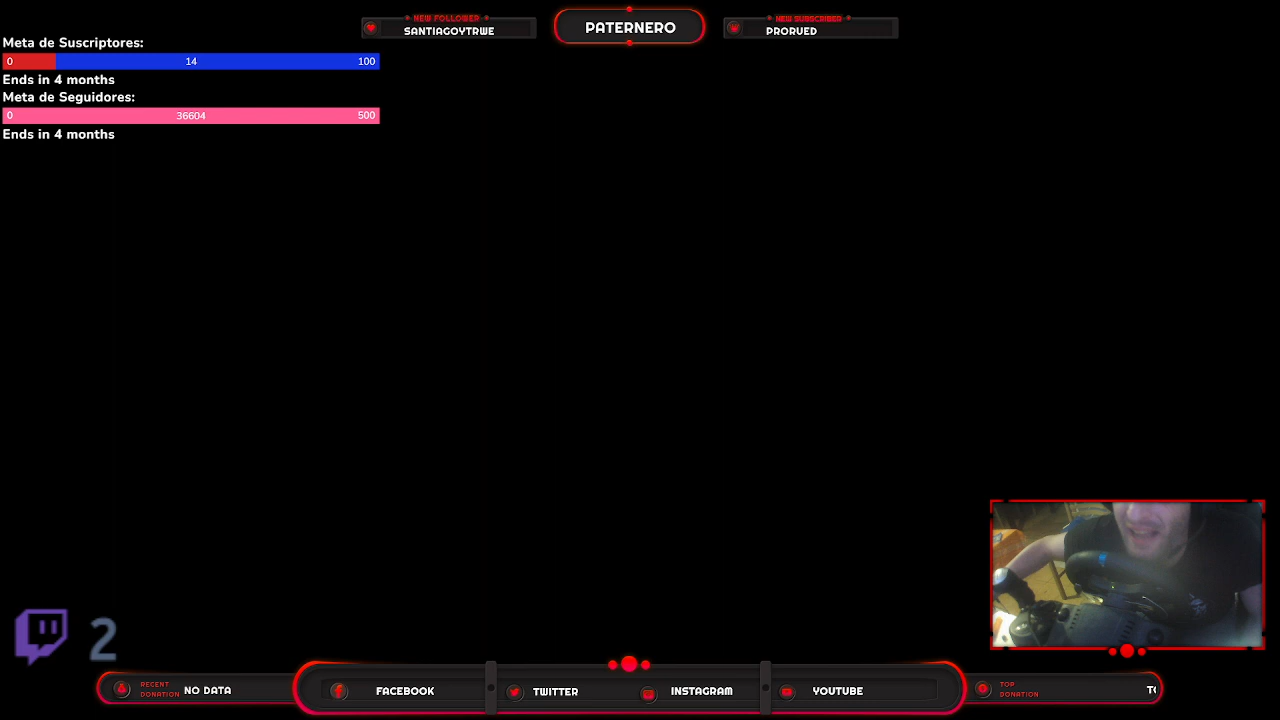 NEW FOLLOWER
SANTIAGOYTRWE
PATERNERO
NEW SUBSCRIBER
PRORUED
Meta de Suscriptores:
0 14 100
Ends in 4 months
Meta de Seguidores:
0 36604 500
Ends in 4 months
2
RECENT DONATION
NO DATA
FACEBOOK
TWITTER
INSTAGRAM
YOUTUBE
TOP DONATION